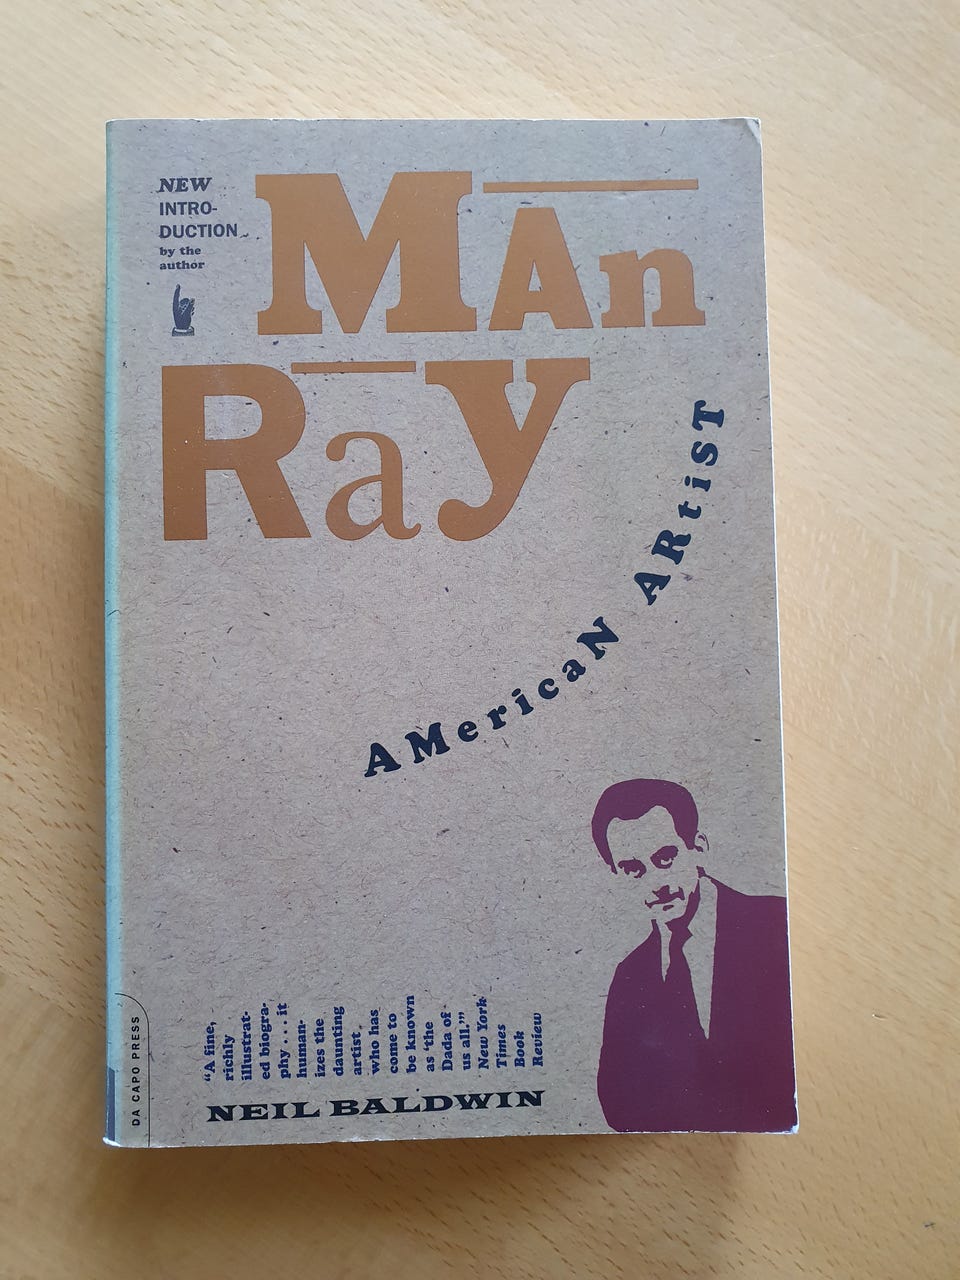 NEW
INTRO-
DUCTION
by the
author
MAn
Ray
AMericaN ARtiST
"A fine,
richly
illustrat-
ed biogra-
phy . . . it
human-
izes the
daunting
artist
who has
come to
be known
as 'the
Dada of
us all.'"
New York
Times
Book
Review
NEIL BALDWIN
DA CAPO PRESS